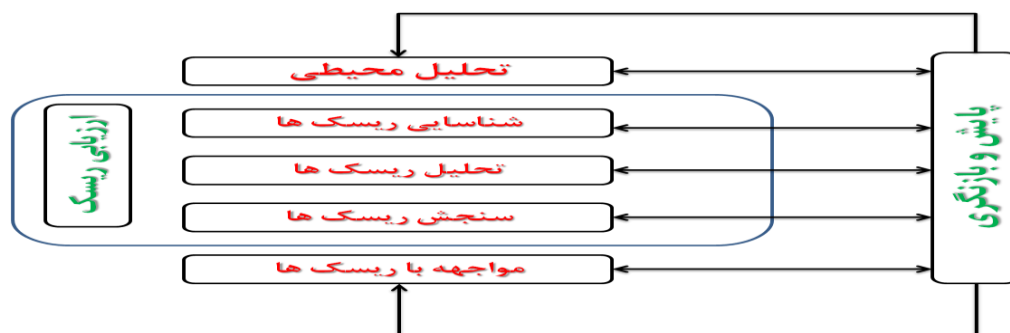 تحلیل محیطی
شناسایی ریسک ها
تحلیل ریسک ها
سنجش ریسک ها
مواجهه با ریسک ها
پایش و بازنگری
ارزیابی ریسک